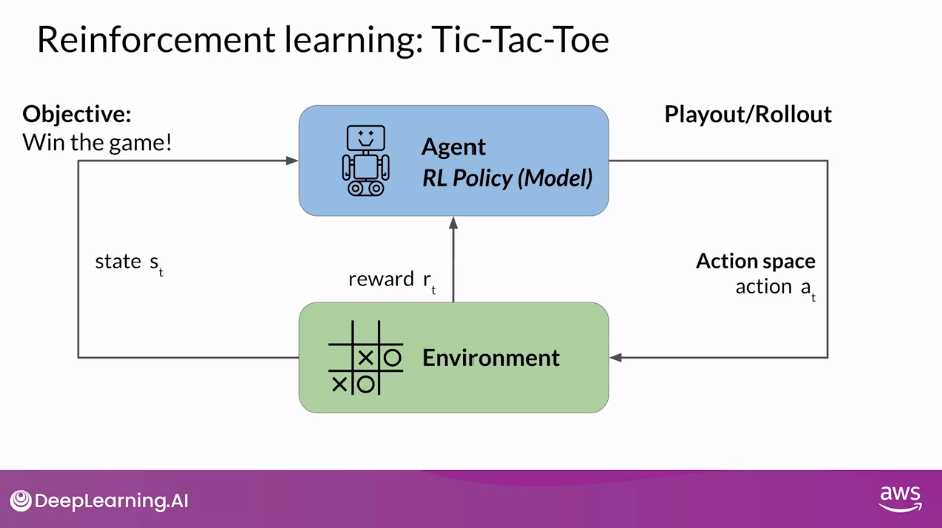 Reinforcement learning: Tic-Tac-Toe
Objective:
Win the game!
Playout/Rollout
Agent
RL Policy (Model)
state s_t
reward r_t
Action space
action a_t
Environment
X O
X O
DeepLearning.AI
aws